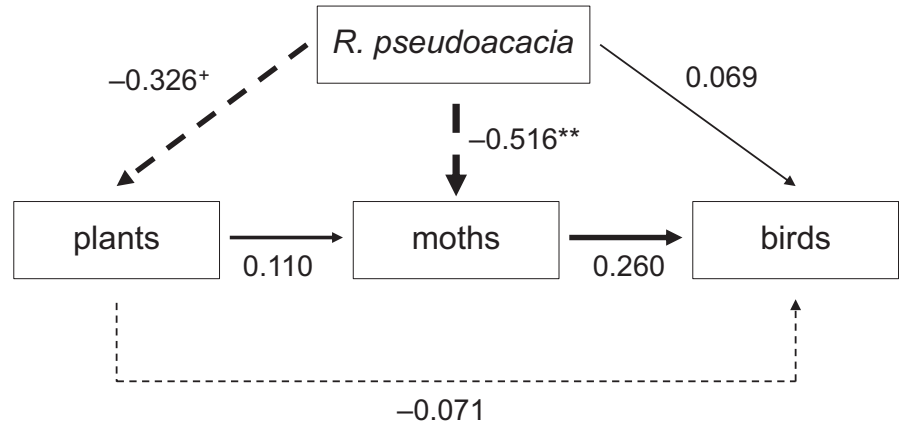 R. pseudoacacia
–0.326+
0.069
–0.516**
plants
moths
birds
0.110
0.260
–0.071